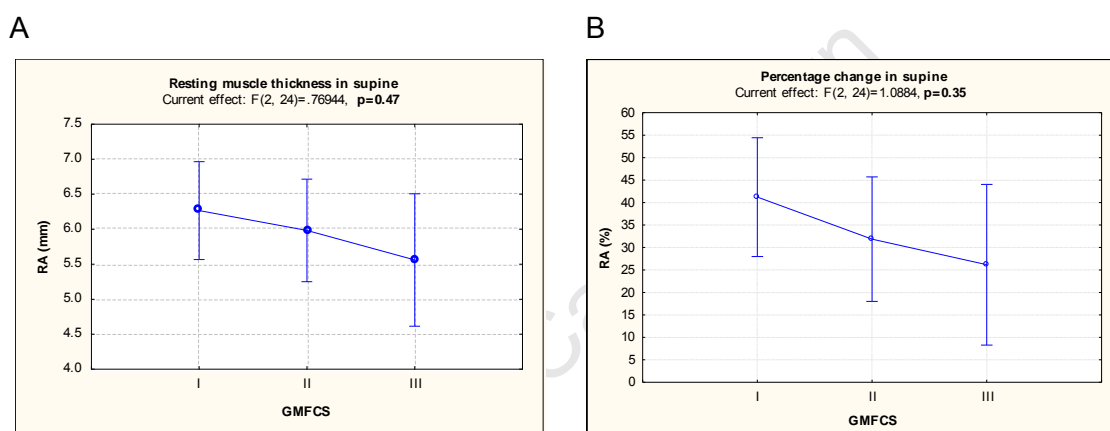 A
B
Resting muscle thickness in supine
Current effect: F(2, 24)=.76944, p=0.47
7.5
7.0
6.5
6.0
5.5
5.0
4.5
4.0
RA (mm)
I II III
GMFCS
Percentage change in supine
Current effect: F(2, 24)=1.0884, p=0.35
60
55
50
45
40
35
30
25
20
15
10
5
0
RA (%)
I II III
GMFCS